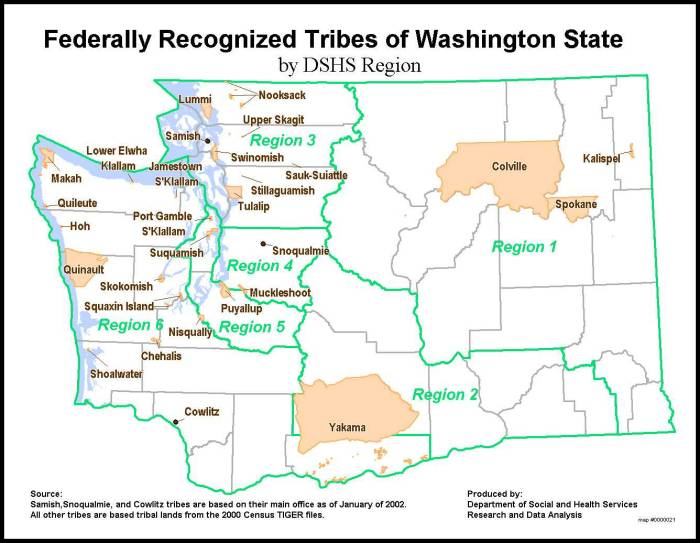 Federally Recognized Tribes of Washington State
by DSHS Region
Lummi
Nooksack
Upper Skagit
Samish
Region 3
Lower Elwha
Klallam
Jamestown
S'Klallam
Swinomish
Sauk-Suiattle
Stillaguamish
Tulalip
Makah
Quileute
Hoh
Port Gamble
S'Klallam
Suquamish
Snoqualmie
Region 4
Quinault
Skokomish
Muckleshoot
Squaxin Island
Puyallup
Region 6
Nisqually
Region 5
Chehalis
Shoalwater
Cowlitz
Colville
Kalispel
Spokane
Region 1
Region 2
Yakama
Source:
Samish,Snoqualmie, and Cowlitz tribes are based on their main office as of January of 2002.
All other tribes are based tribal lands from the 2000 Census TIGER files.
Produced by:
Department of Social and Health Services
Research and Data Analysis
map #0000021